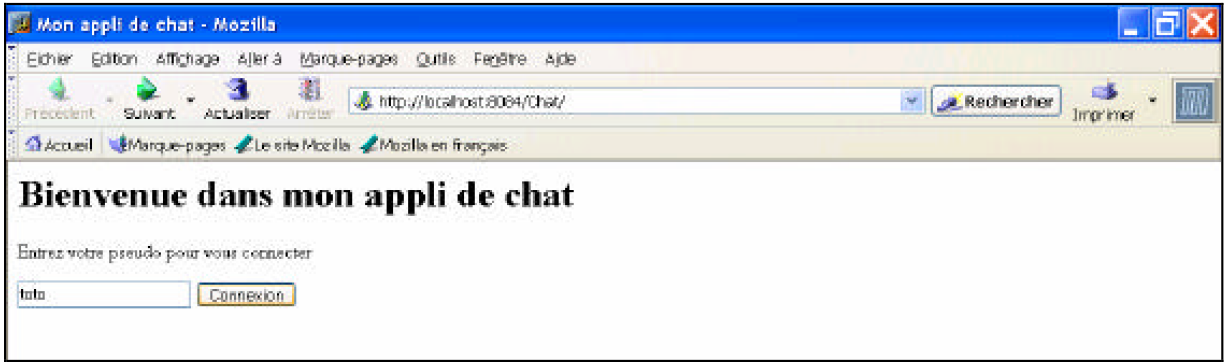 Mon appli de chat - Mozilla
Eichier Edition Affichage Aller à Marque-pages Outils Fenêtre Aide
Précédent Suivant Actualiser Arrêter http://localhost:8084/Chat/ Rechercher Imprimer
Accueil Marque-pages Le site Mozilla Mozilla en français
Bienvenue dans mon appli de chat
Entrez votre pseudo pour vous connecter
toto Connexion